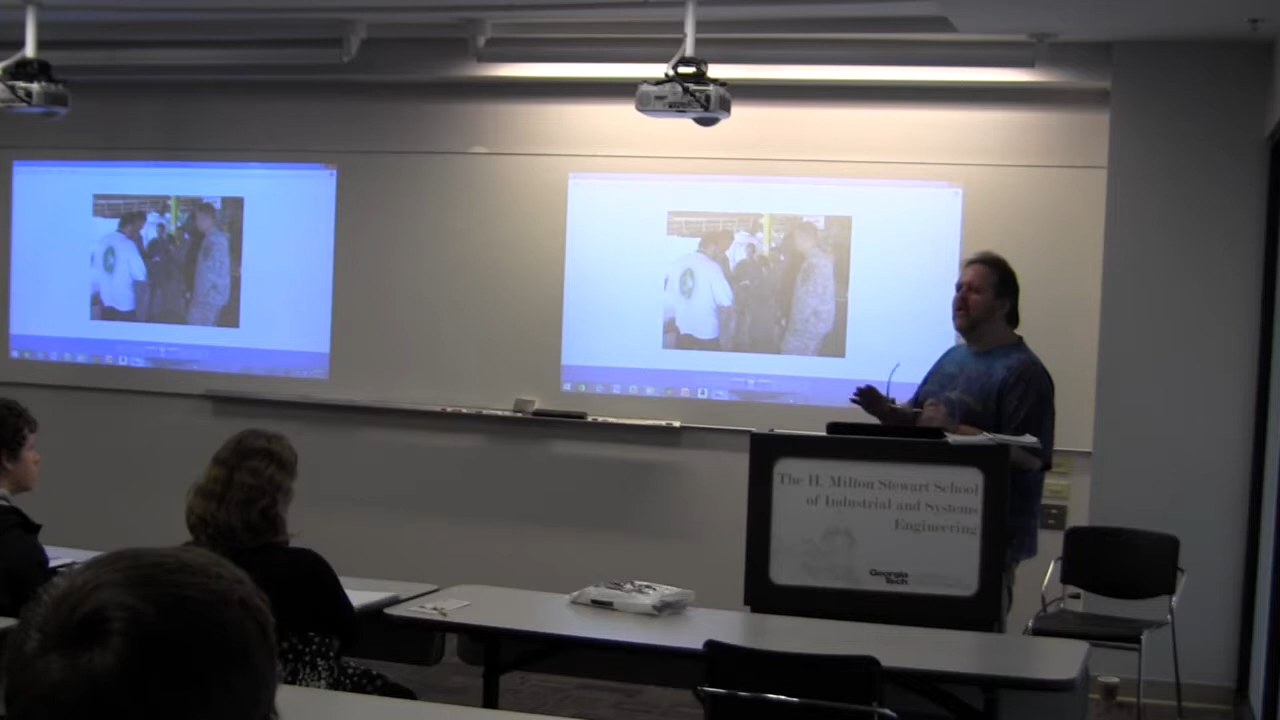 The H. Milton Stewart School
of Industrial and Systems
Engineering
Georgia
Tech